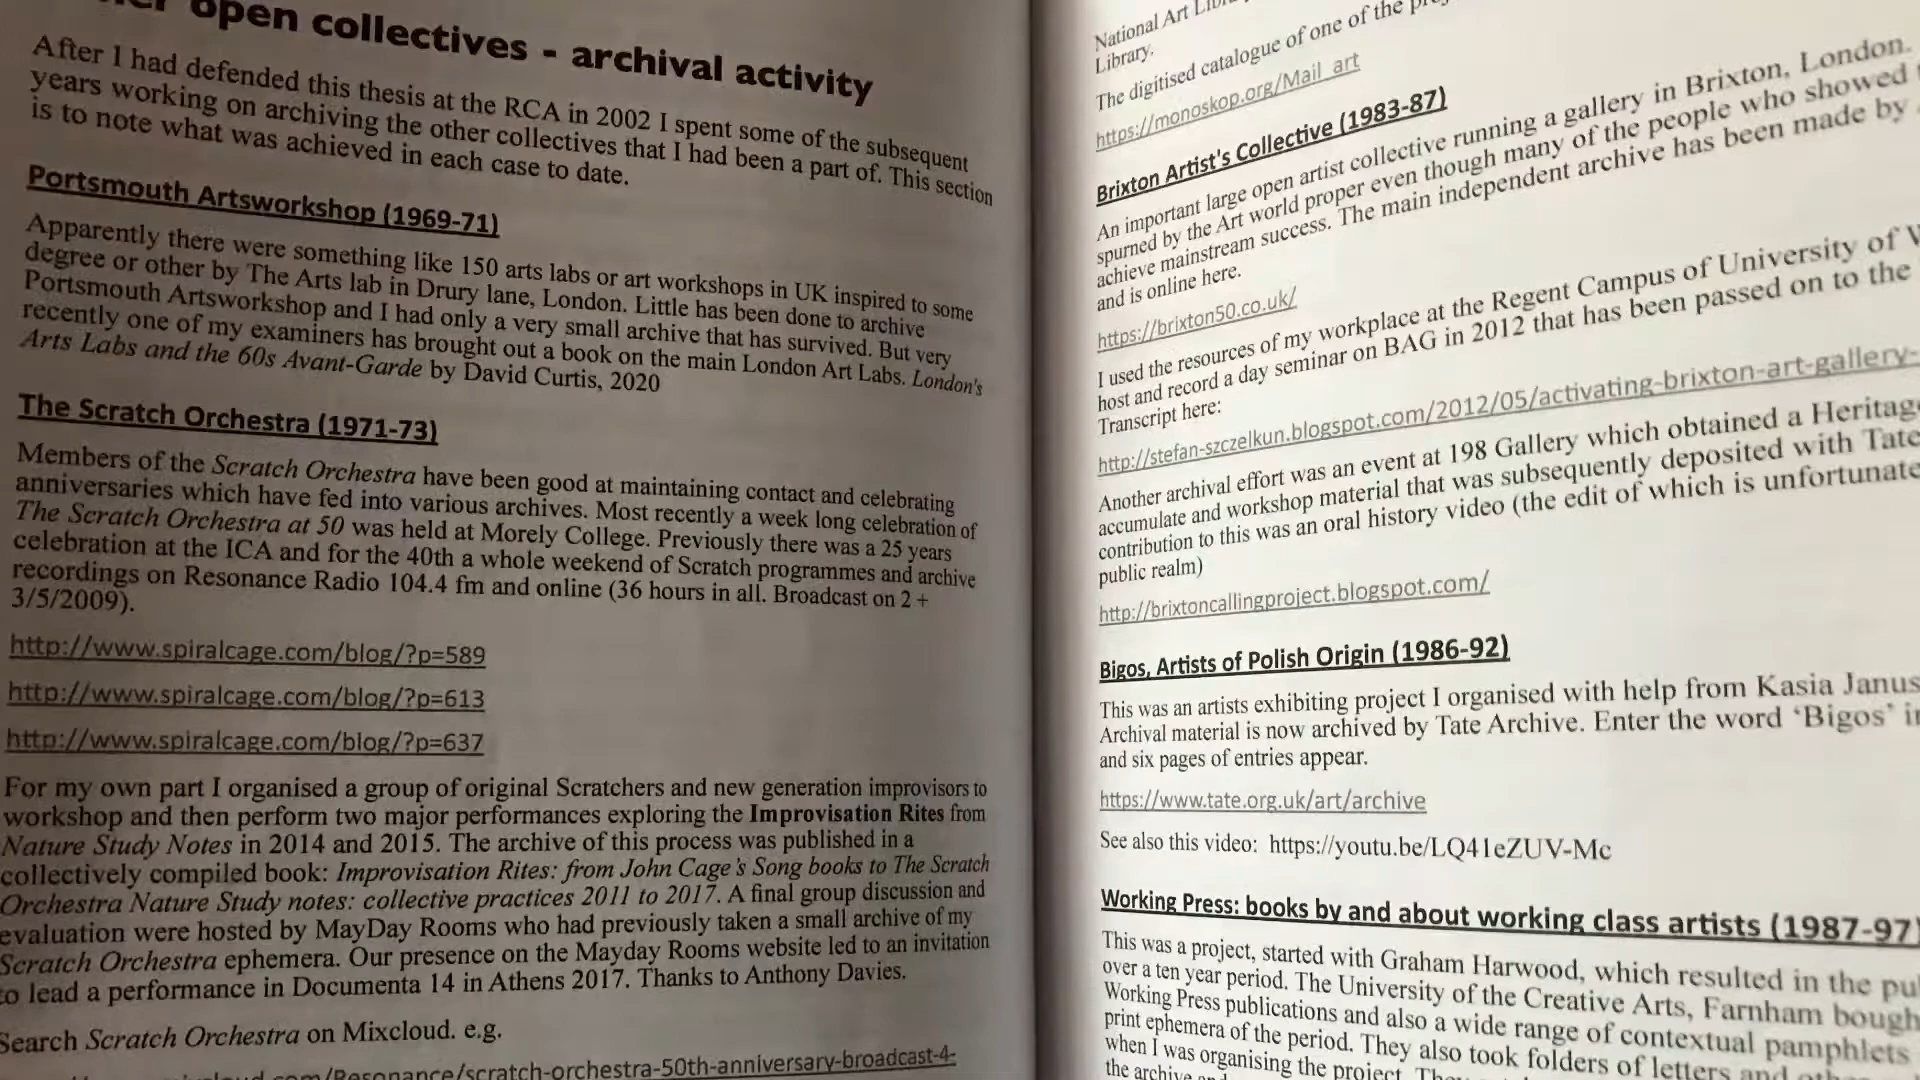 open collectives - archival activity
After I had defended this thesis at the RCA in 2002 I spent some of the subsequent
years working on archiving the other collectives that I had been a part of. This section
is to note what was achieved in each case to date.
Portsmouth Artsworkshop (1969-71)
Apparently there were something like 150 arts labs or art workshops in UK inspired to some
degree or other by The Arts lab in Drury lane, London. Little has been done to archive
Portsmouth Artsworkshop and I had only a very small archive that has survived. But very
recently one of my examiners has brought out a book on the main London Art Labs. London's
Arts Labs and the 60s Avant-Garde by David Curtis, 2020
The Scratch Orchestra (1971-73)
Members of the Scratch Orchestra have been good at maintaining contact and celebrating
anniversaries which have fed into various archives. Most recently a week long celebration of
The Scratch Orchestra at 50 was held at Morely College. Previously there was a 25 years
celebration at the ICA and for the 40th a whole weekend of Scratch programmes and archive
recordings on Resonance Radio 104.4 fm and online (36 hours in all. Broadcast on 2 +
3/5/2009).
http://www.spiralcage.com/blog/?p=589
http://www.spiralcage.com/blog/?p=613
http://www.spiralcage.com/blog/?p=637
For my own part I organised a group of original Scratchers and new generation improvisors to
workshop and then perform two major performances exploring the Improvisation Rites from
Nature Study Notes in 2014 and 2015. The archive of this process was published in a
collectively compiled book: Improvisation Rites: from John Cage's Song books to The Scratch
Orchestra Nature Study notes: collective practices 2011 to 2017. A final group discussion and
evaluation were hosted by MayDay Rooms who had previously taken a small archive of my
Scratch Orchestra ephemera. Our presence on the Mayday Rooms website led to an invitation
to lead a performance in Documenta 14 in Athens 2017. Thanks to Anthony Davies.
Search Scratch Orchestra on Mixcloud. e.g.
.com/Resonance/scratch-orchestra-50th-anniversary-broadcast-4-
National Art
Library.
The digitised catalogue of one of the
https://monoskop.org/Mail_art
Brixton Artist's Collective (1983-87)
An important large open artist collective running a gallery in Brixton, London.
spurned by the Art world proper even though many of the people who showed
achieve mainstream success. The main independent archive has been made by
and is online here.
https://brixton50.co.uk/
I used the resources of my workplace at the Regent Campus of University of
host and record a day seminar on BAG in 2012 that has been passed on to the
Transcript here:
http://stefan-szczelkun.blogspot.com/2012/05/activating-brixton-art-gallery-
Another archival effort was an event at 198 Gallery which obtained a Heritage
accumulate and workshop material that was subsequently deposited with Tate
contribution to this was an oral history video (the edit of which is unfortunate
public realm)
http://brixtoncallingproject.blogspot.com/
Bigos, Artists of Polish Origin (1986-92)
This was an artists exhibiting project I organised with help from Kasia Janus
Archival material is now archived by Tate Archive. Enter the word ‘Bigos’ in
and six pages of entries appear.
https://www.tate.org.uk/art/archive
See also this video: https://youtu.be/LQ41eZUV-Mc
Working Press: books by and about working class artists (1987-97)
This was a project, started with Graham Harwood, which resulted in the
over a ten year period. The University of the Creative Arts, Farnham bough
Working Press publications and also a wide range of contextual pamphlets
print ephemera of the period. They also took folders of letters and
when I was organising the project.
the archive